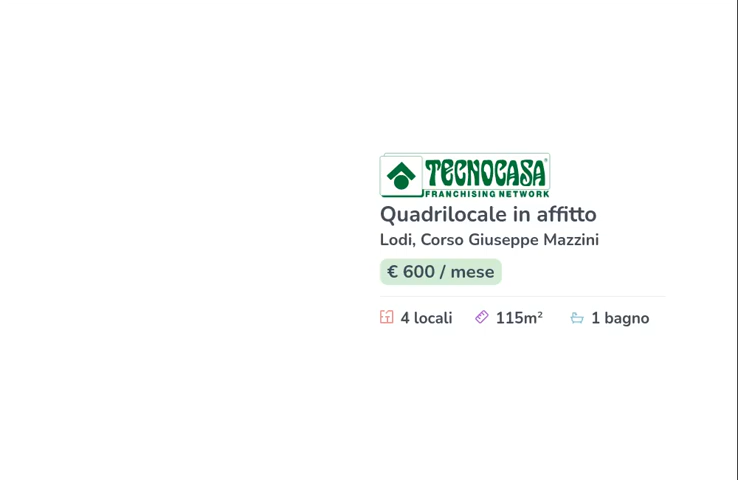 TECNOCASA®
FRANCHISING NETWORK
Quadrilocale in affitto
Lodi, Corso Giuseppe Mazzini
€ 600 / mese
4 locali 115m² 1 bagno